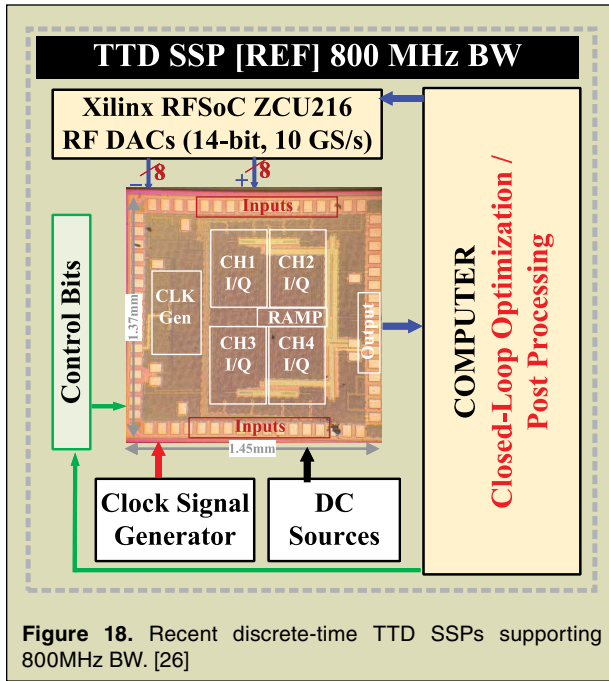 TTD SSP [REF] 800 MHz BW
Xilinx RFSoC ZCU216
RF DACs (14-bit, 10 GS/s)
8
8
−
+
Inputs
CH1
I/Q
CH2
I/Q
CLK
Gen
RAMP
CH3
I/Q
CH4
I/Q
Output
Inputs
1.37mm
1.45mm
Control Bits
Clock Signal
Generator
DC
Sources
COMPUTER
Closed-Loop Optimization /
Post Processing
Figure 18. Recent discrete-time TTD SSPs supporting
800MHz BW. [26]